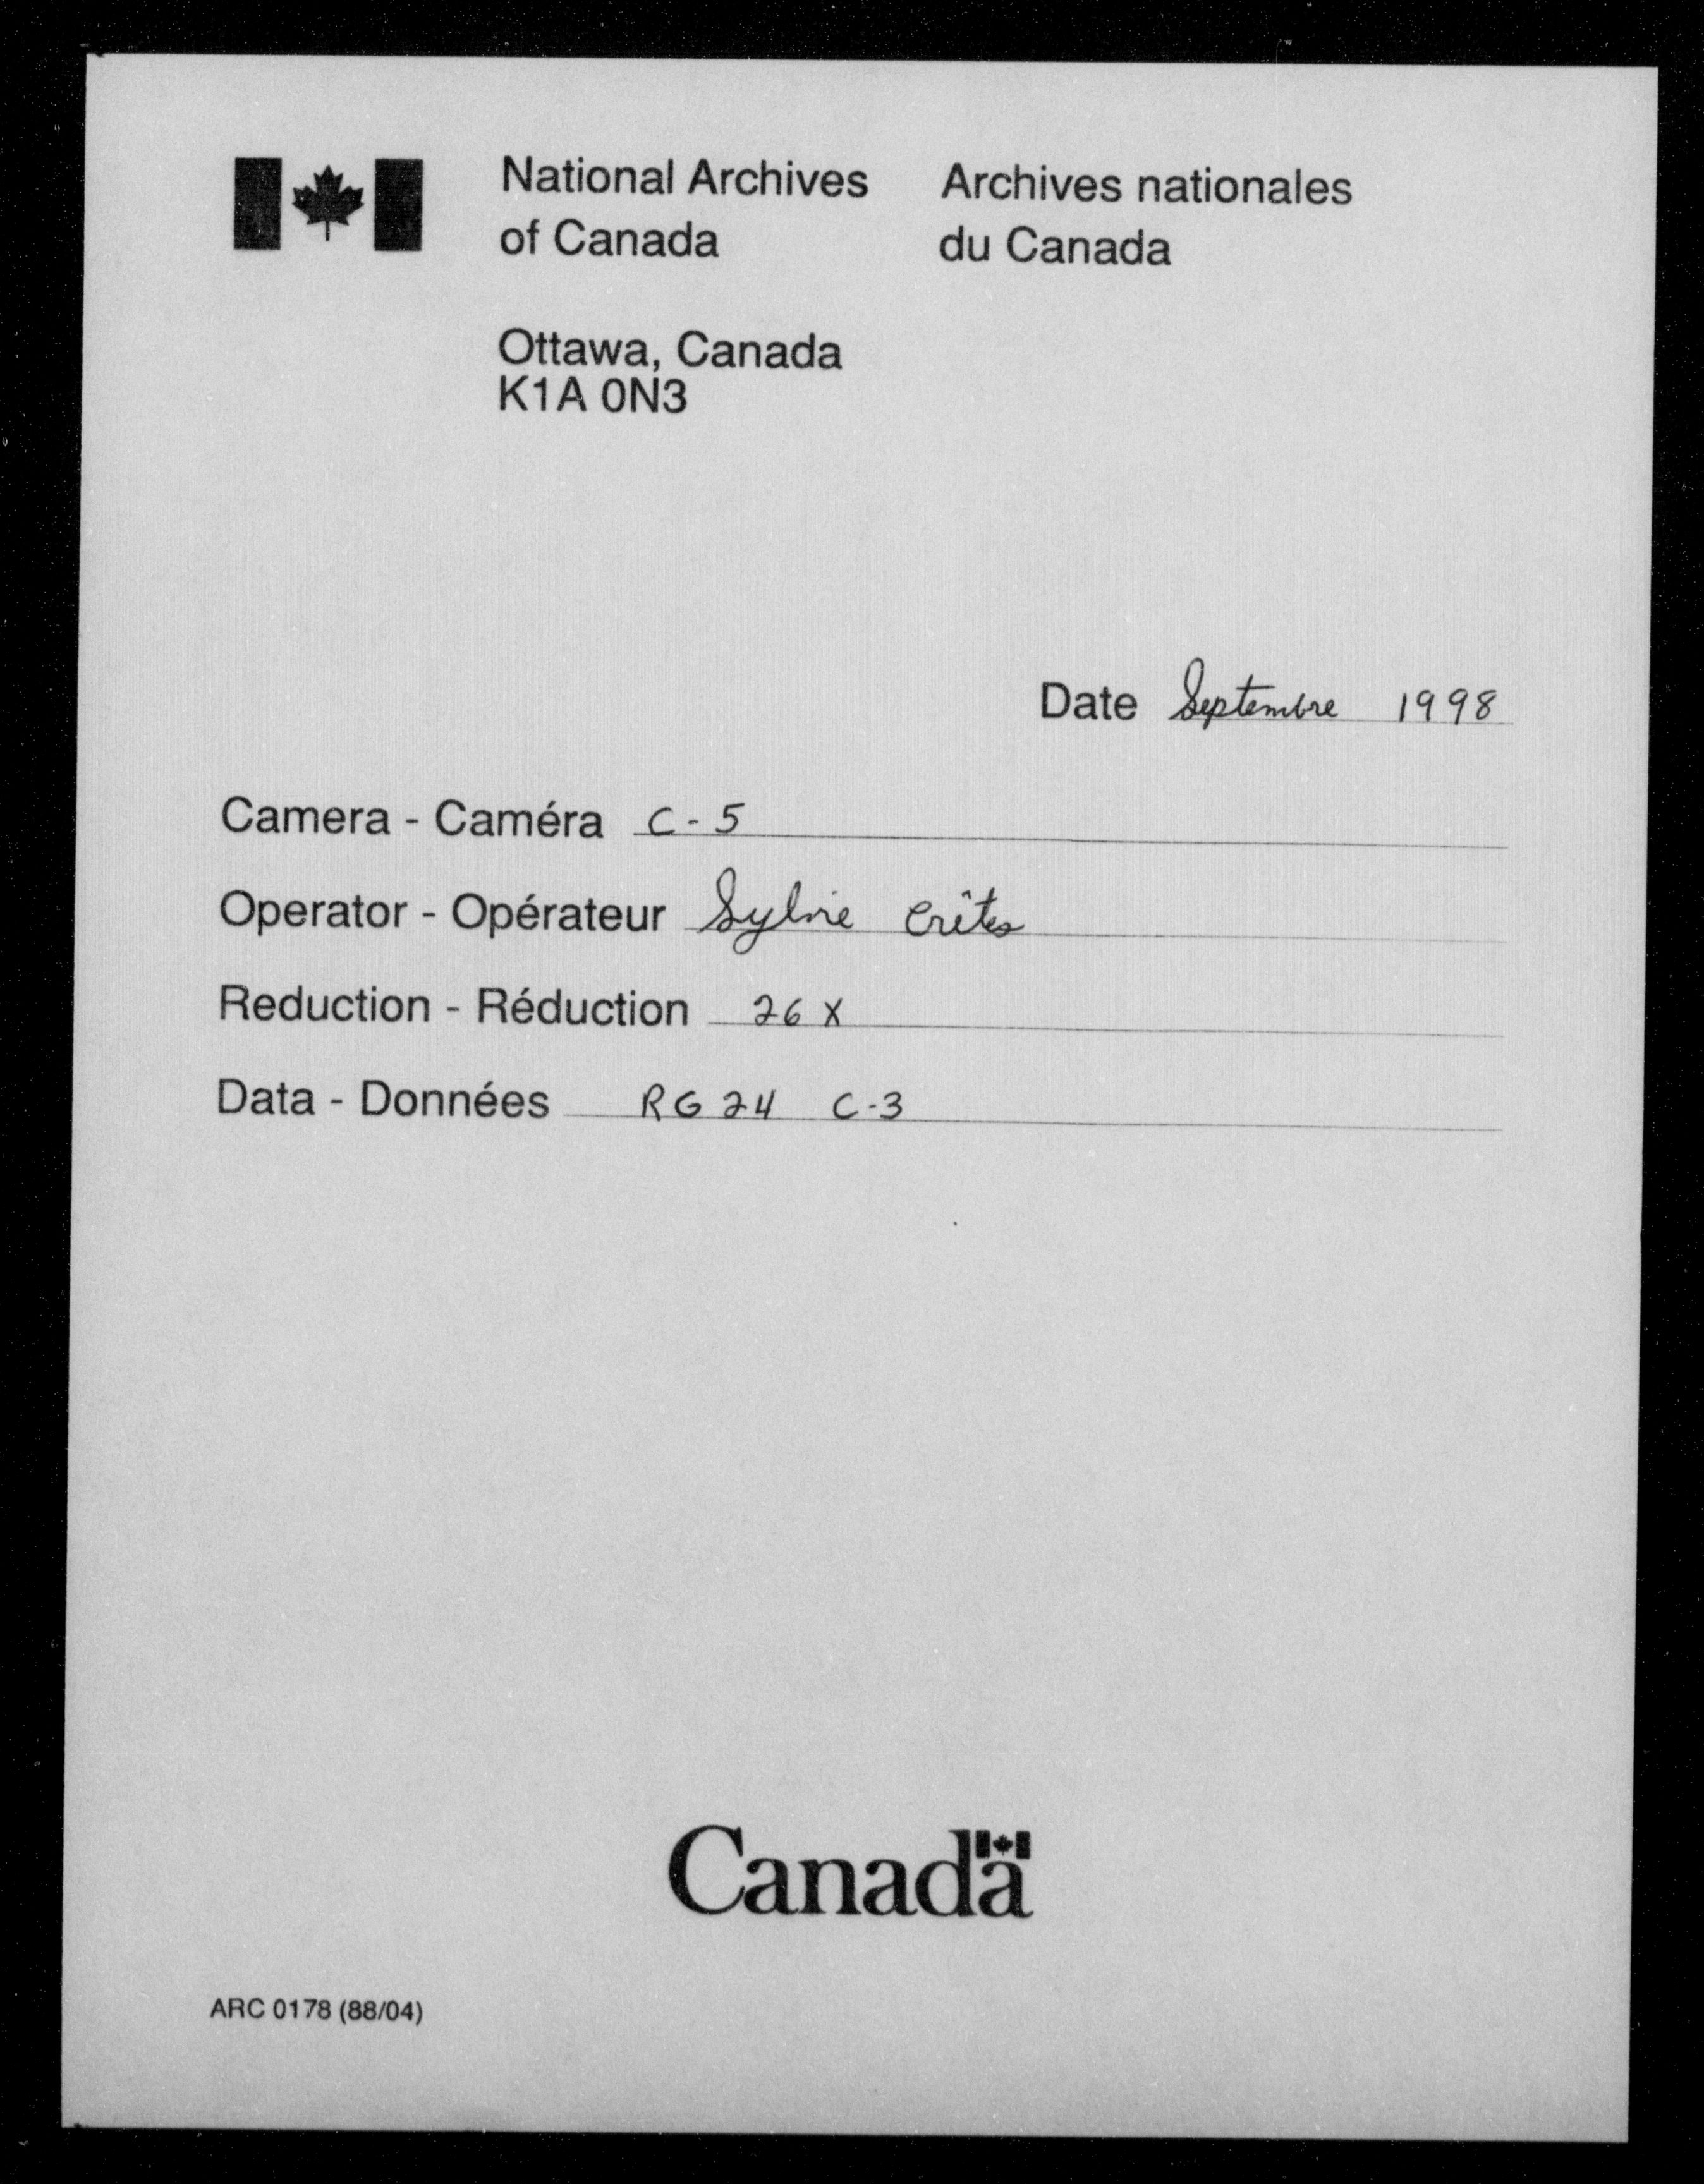 National Archives
of Canada
Archives nationales
du Canada
Ottawa, Canada
K1A 0N3
Date Septembre 1998
Camera - Caméra C-5
Operator - Opérateur Sylvie Crites
Reduction - Réduction 26 X
Data - Données RG 24 C-3
Canada
ARC 0178 (88/04)